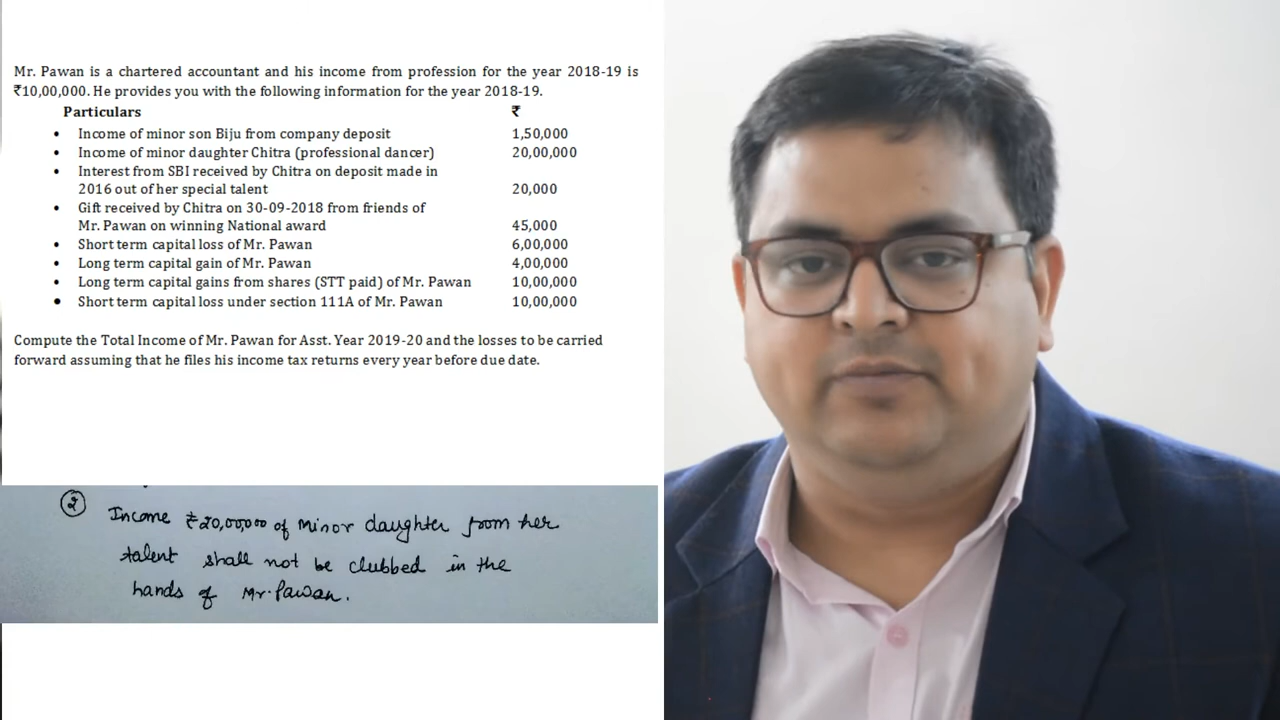 Mr. Pawan is a chartered accountant and his income from profession for the year 2018-19 is
₹10,00,000. He provides you with the following information for the year 2018-19.
Particulars ₹
• Income of minor son Biju from company deposit 1,50,000
• Income of minor daughter Chitra (professional dancer) 20,00,000
• Interest from SBI received by Chitra on deposit made in
2016 out of her special talent 20,000
• Gift received by Chitra on 30-09-2018 from friends of
Mr. Pawan on winning National award 45,000
• Short term capital loss of Mr. Pawan 6,00,000
• Long term capital gain of Mr. Pawan 4,00,000
• Long term capital gains from shares (STT paid) of Mr. Pawan 10,00,000
• Short term capital loss under section 111A of Mr. Pawan 10,00,000
Compute the Total Income of Mr. Pawan for Asst. Year 2019-20 and the losses to be carried
forward assuming that he files his income tax returns every year before due date.
② Income ₹20,00,000 of minor daughter from her
talent shall not be clubbed in the
hands of Mr. Pawan.